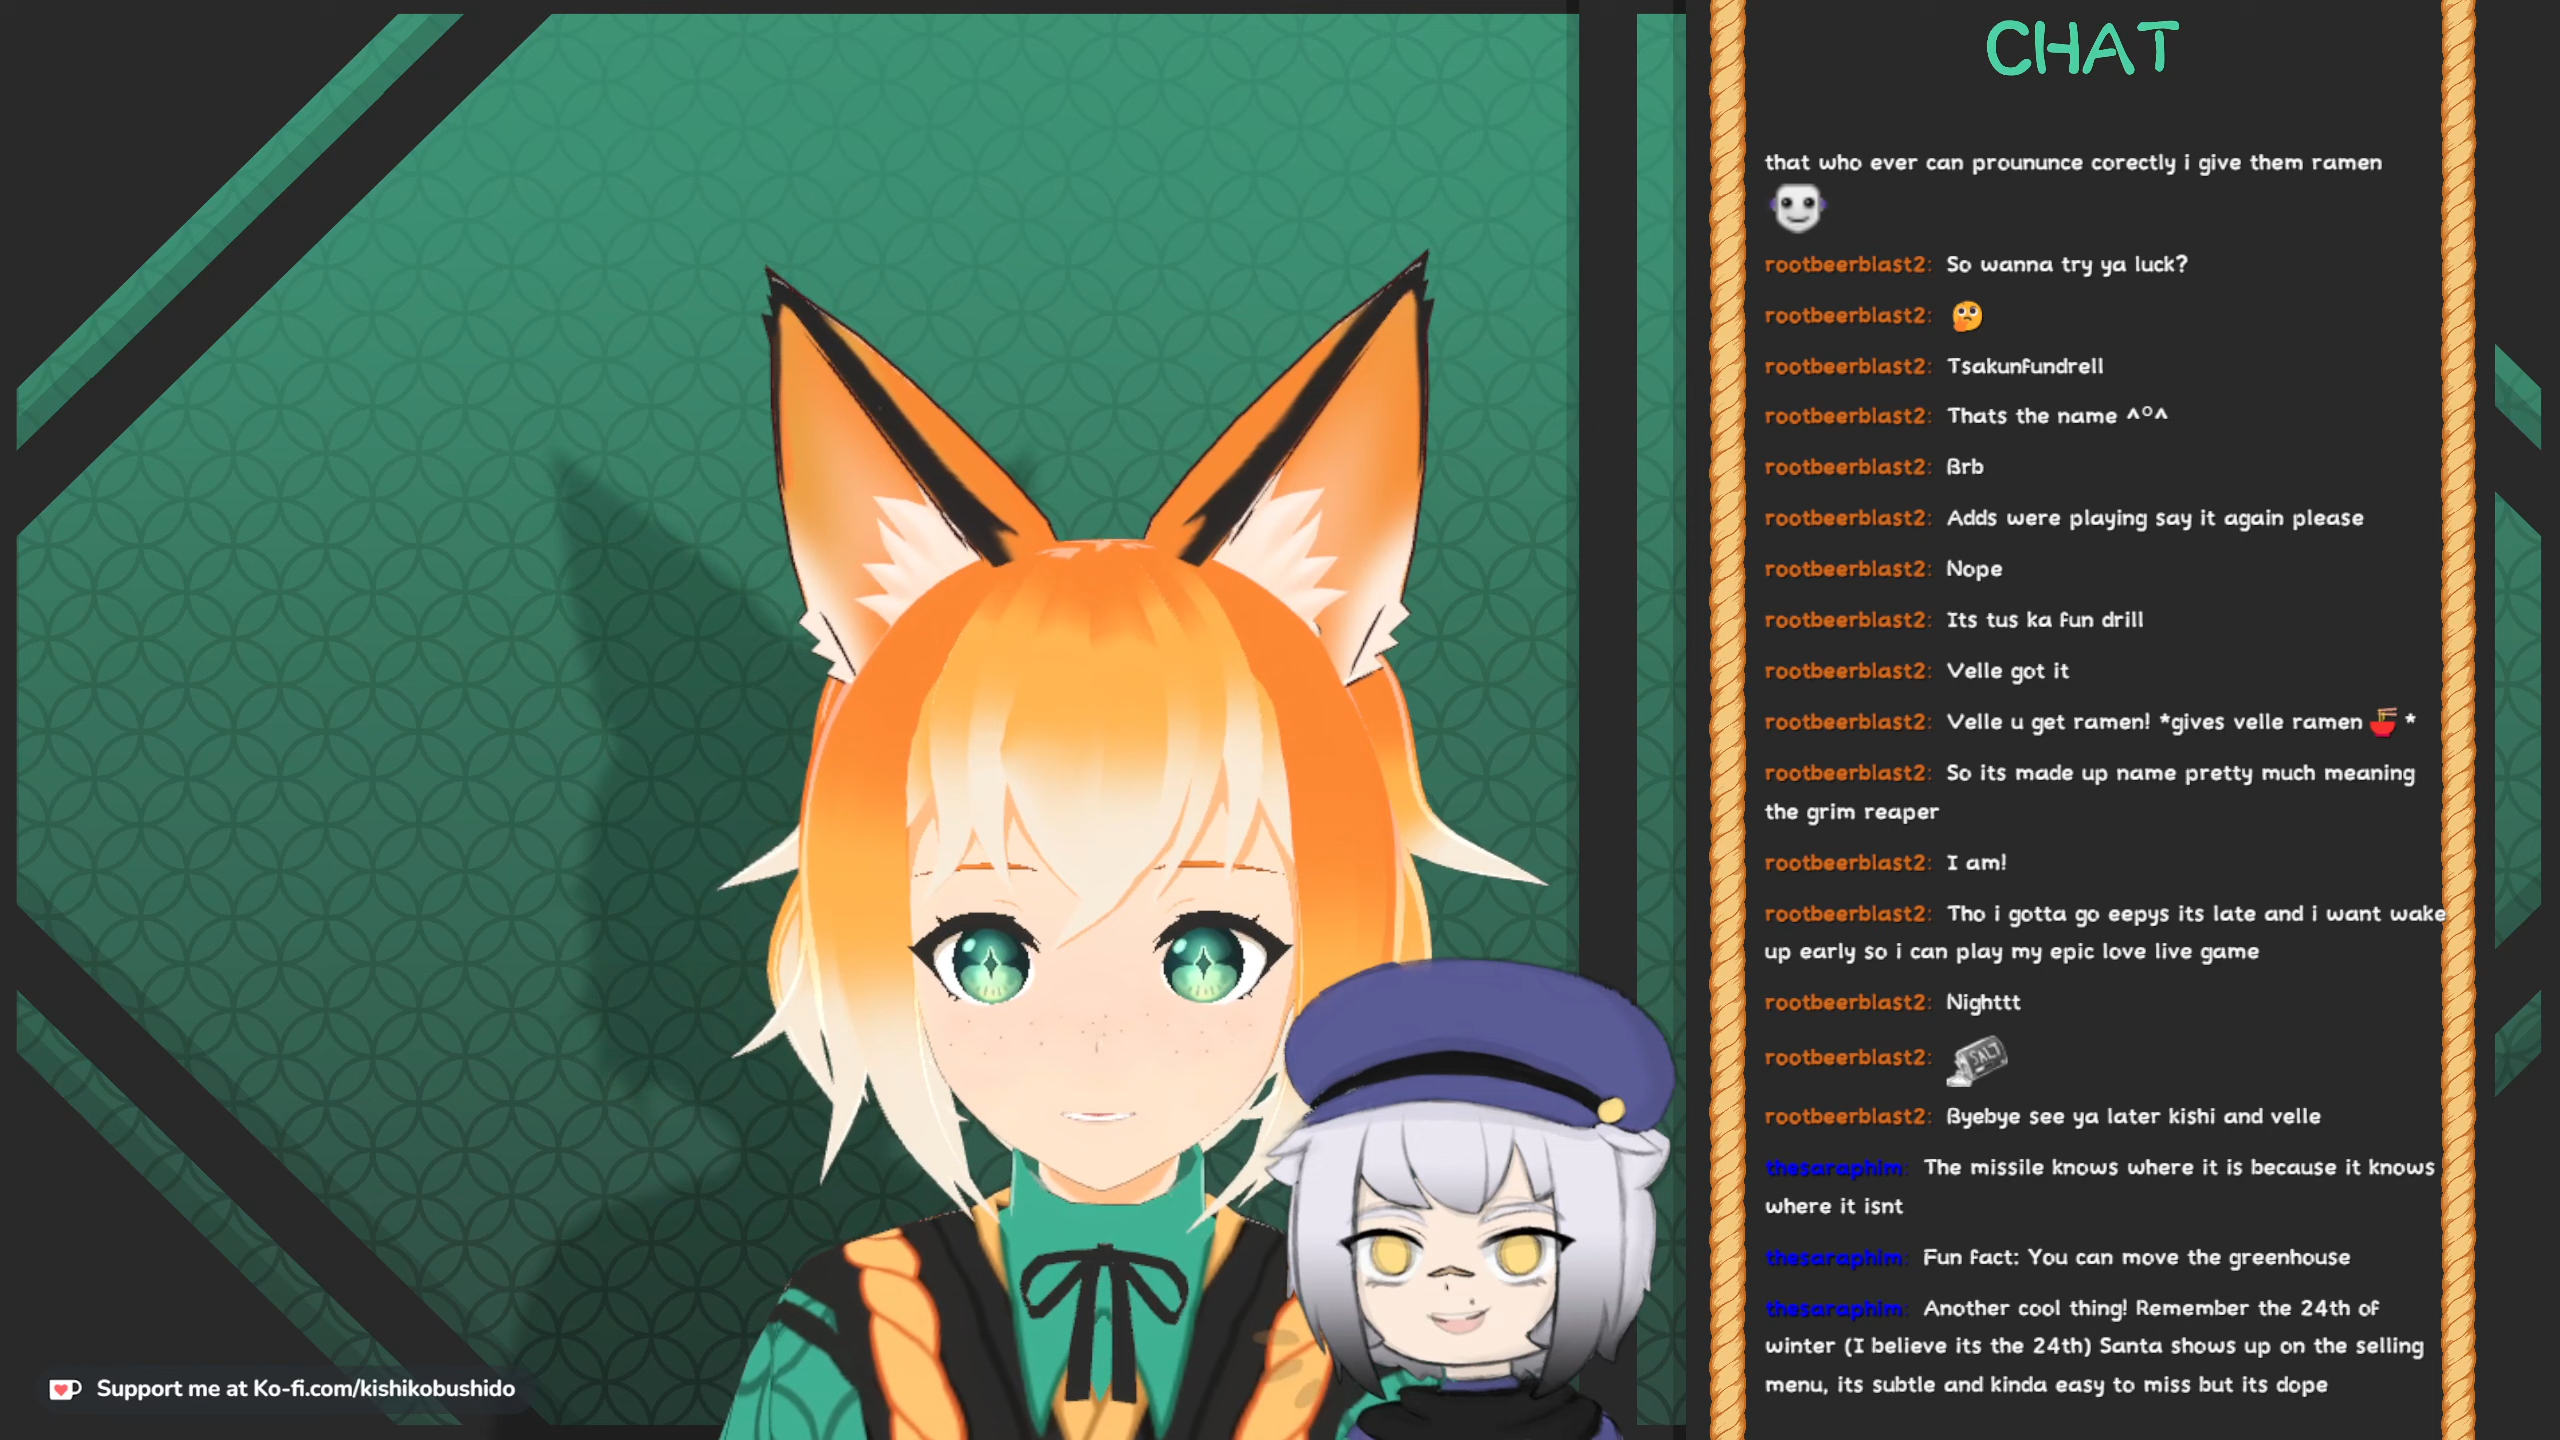 CHAT
that who ever can proununce corectly i give them ramen
rootbeerblast2: So wanna try ya luck?
rootbeerblast2: 🤔
rootbeerblast2: Tsakunfundrell
rootbeerblast2: Thats the name ^o^
rootbeerblast2: Brb
rootbeerblast2: Adds were playing say it again please
rootbeerblast2: Nope
rootbeerblast2: Its tus ka fun drill
rootbeerblast2: Velle got it
rootbeerblast2: Velle u get ramen! *gives velle ramen 🍜 *
rootbeerblast2: So its made up name pretty much meaning
the grim reaper
rootbeerblast2: I am!
rootbeerblast2: Tho i gotta go eepys its late and i want wake
up early so i can play my epic love live game
rootbeerblast2: Nighttt
rootbeerblast2: SALT
rootbeerblast2: Byebye see ya later kishi and velle
thesaraphim: The missile knows where it is because it knows
where it isnt
thesaraphim: Fun fact: You can move the greenhouse
thesaraphim: Another cool thing! Remember the 24th of
winter (I believe its the 24th) Santa shows up on the selling
menu, its subtle and kinda easy to miss but its dope
Support me at Ko-fi.com/kishikobushido